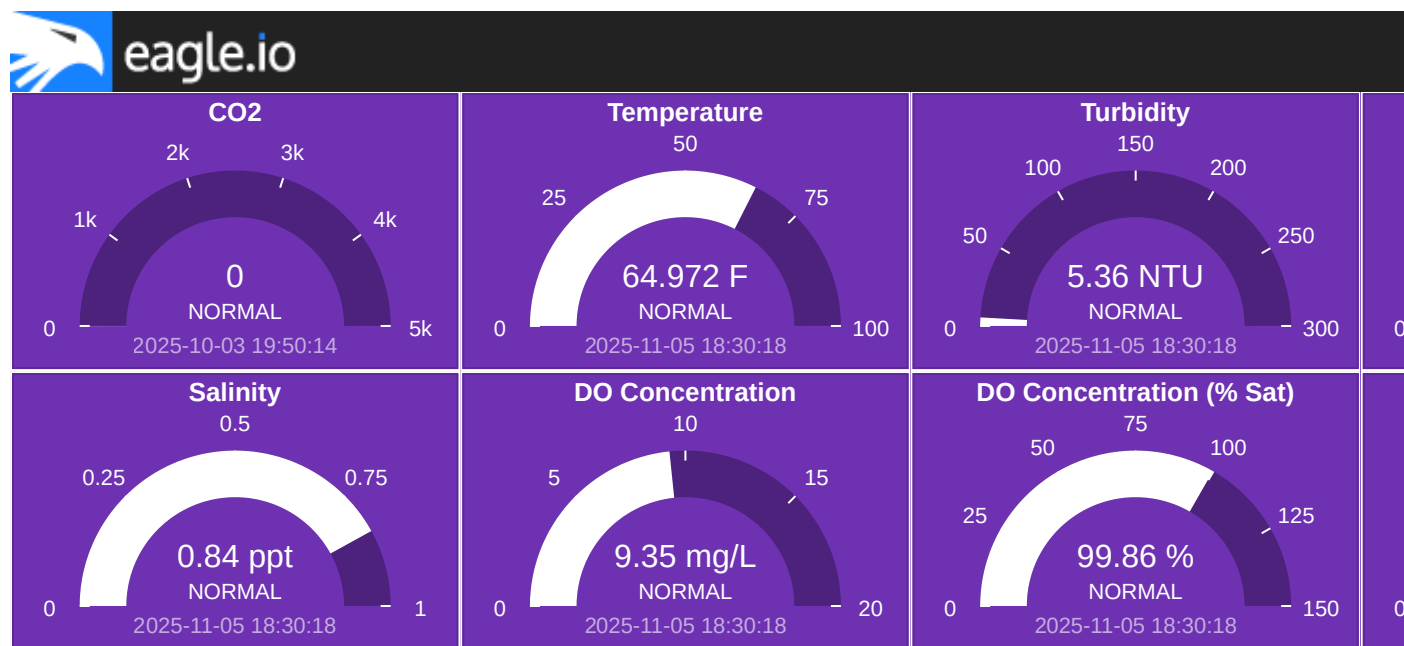 eagle.io
CO2
2k
3k
1k
4k
0
NORMAL
0
5k
2025-10-03 19:50:14
Temperature
50
25
75
64.972 F
NORMAL
0
100
2025-11-05 18:30:18
Turbidity
150
100
200
50
250
5.36 NTU
NORMAL
0
300
2025-11-05 18:30:18
0
Salinity
0.5
0.25
0.75
0.84 ppt
NORMAL
0
1
2025-11-05 18:30:18
DO Concentration
10
5
15
9.35 mg/L
NORMAL
0
20
2025-11-05 18:30:18
DO Concentration (% Sat)
75
50
100
25
125
99.86 %
NORMAL
0
150
2025-11-05 18:30:18
0